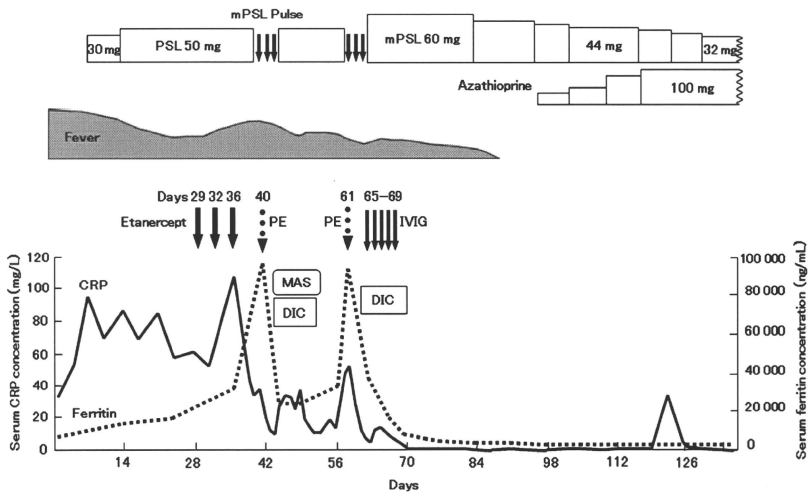 mPSL Pulse
30 mg PSL 50 mg mPSL 60 mg 44 mg 32 mg
Azathioprine 100 mg
Fever
Days 29 32 36 40 61 65–69
Etanercept PE PE IVIG
Serum CRP concentration (mg/L)
120
100
80
60
40
20
0
CRP
Ferritin
MAS
DIC
DIC
100 000
80 000
60 000
40 000
20 000
0
Serum ferritin concentration (ng/mL)
14 28 42 56 70 84 98 112 126
Days